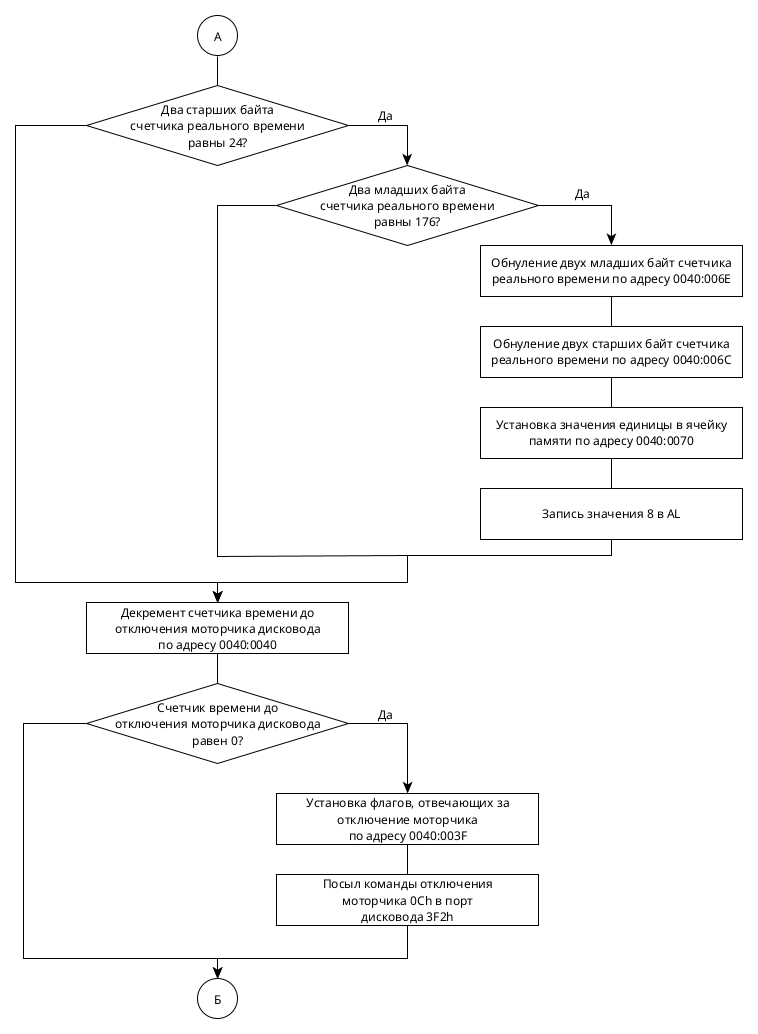 А
Два старших байта
счетчика реального времени
равны 24?
Да
Два младших байта
счетчика реального времени
равны 176?
Да
Обнуление двух младших байт счетчика
реального времени по адресу 0040:006E
Обнуление двух старших байт счетчика
реального времени по адресу 0040:006C
Установка значения единицы в ячейку
памяти по адресу 0040:0070
Запись значения 8 в AL
Декремент счетчика времени до
отключения моторчика дисковода
по адресу 0040:0040
Счетчик времени до
отключения моторчика дисковода
равен 0?
Да
Установка флагов, отвечающих за
отключение моторчика
по адресу 0040:003F
Посыл команды отключения
моторчика 0Ch в порт
дисковода 3F2h
Б